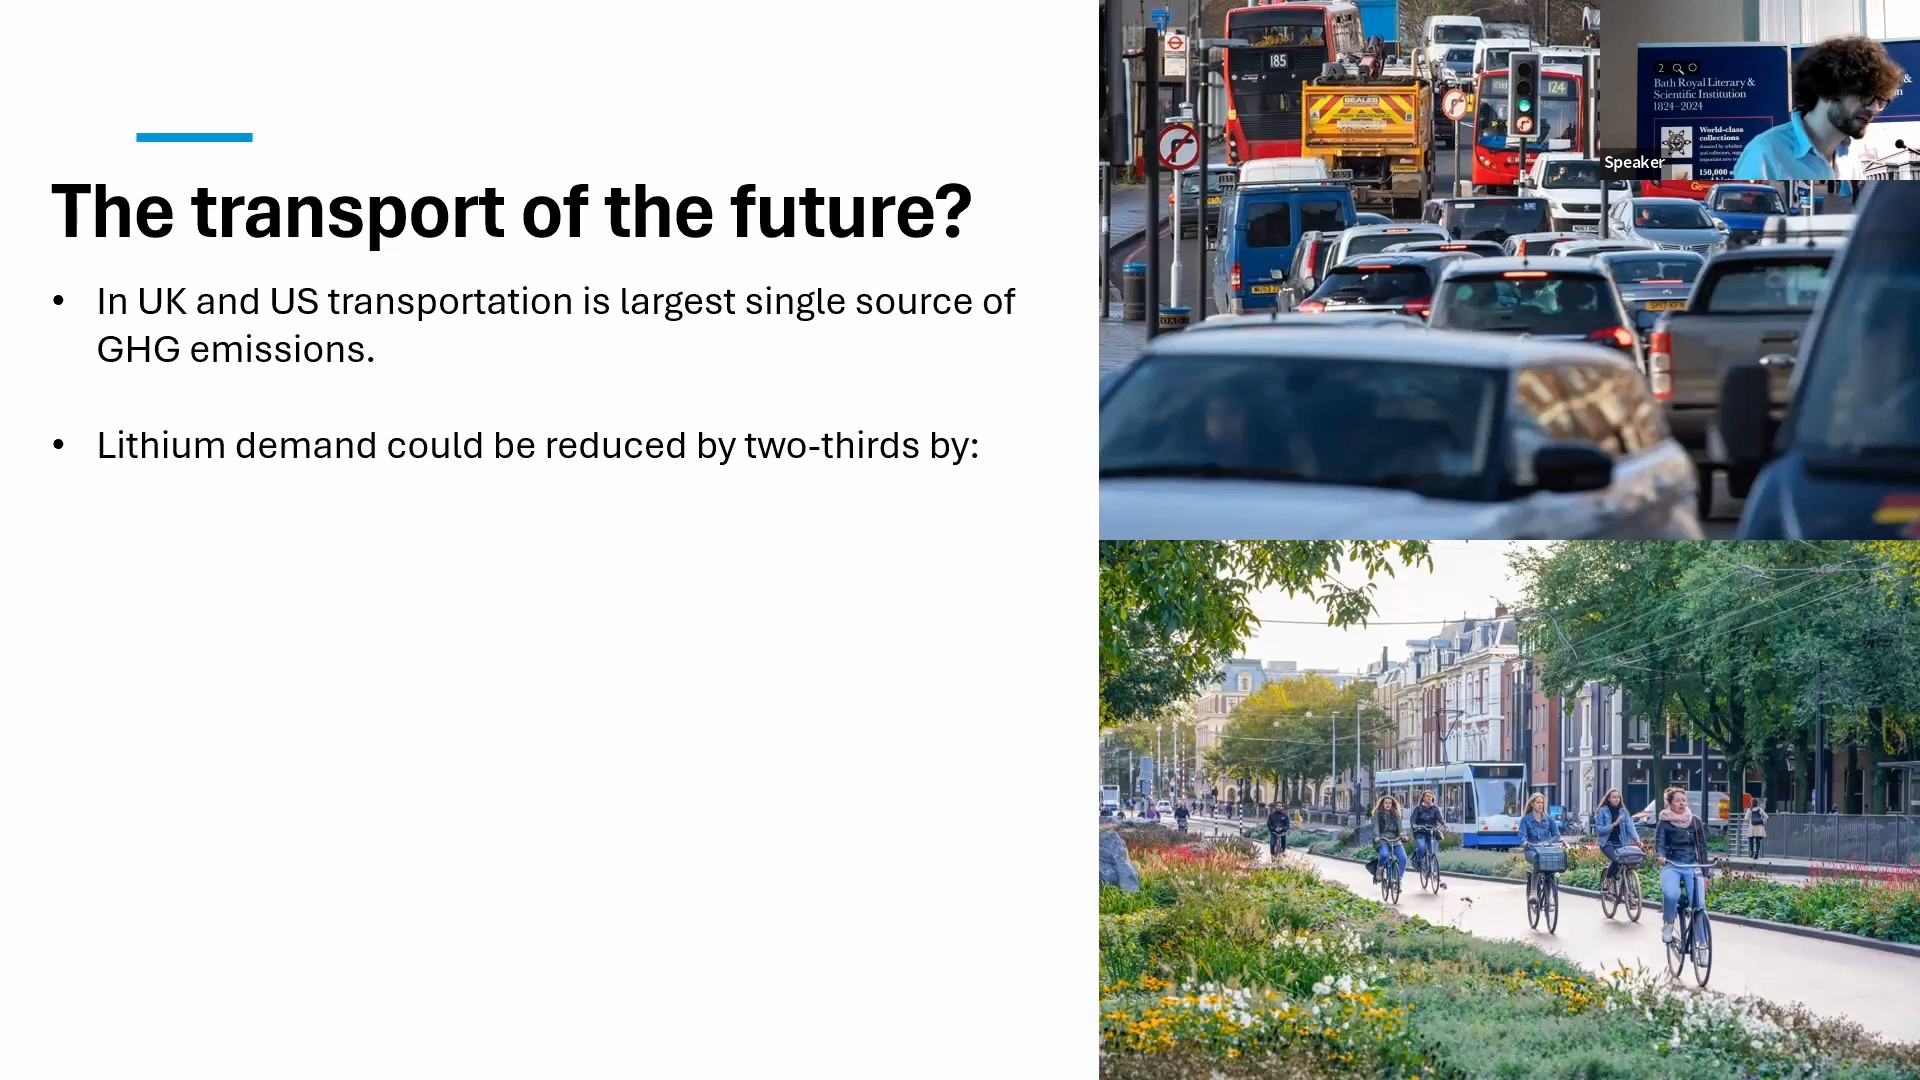 The transport of the future?
• In UK and US transportation is largest single source of
GHG emissions.
• Lithium demand could be reduced by two-thirds by:
185
124
BEALES
Speaker
2
Bath Royal Literary &
Scientific Institution
1824–2024
World-class
collections
150,000